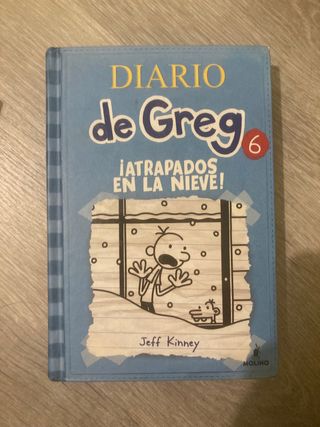 DIARIO
de Greg
6
¡ATRAPADOS
EN LA NIEVE!
Jeff Kinney
MOLINO